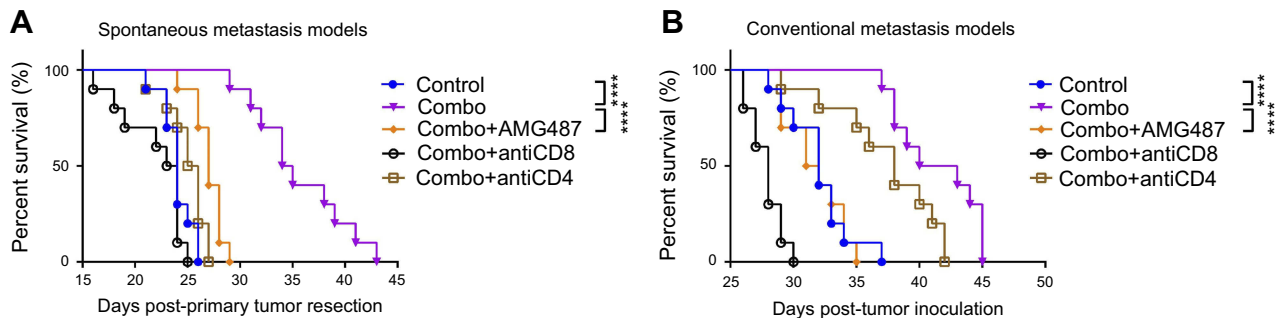 A
Spontaneous metastasis models
Percent survival (%)
100
50
0
15 20 25 30 35 40 45
Days post-primary tumor resection
Control
Combo
Combo+AMG487
Combo+antiCD8
Combo+antiCD4
****
****
B
Conventional metastasis models
Percent survival (%)
100
50
0
25 30 35 40 45 50
Days post-tumor inoculation
Control
Combo
Combo+AMG487
Combo+antiCD8
Combo+antiCD4
****
****